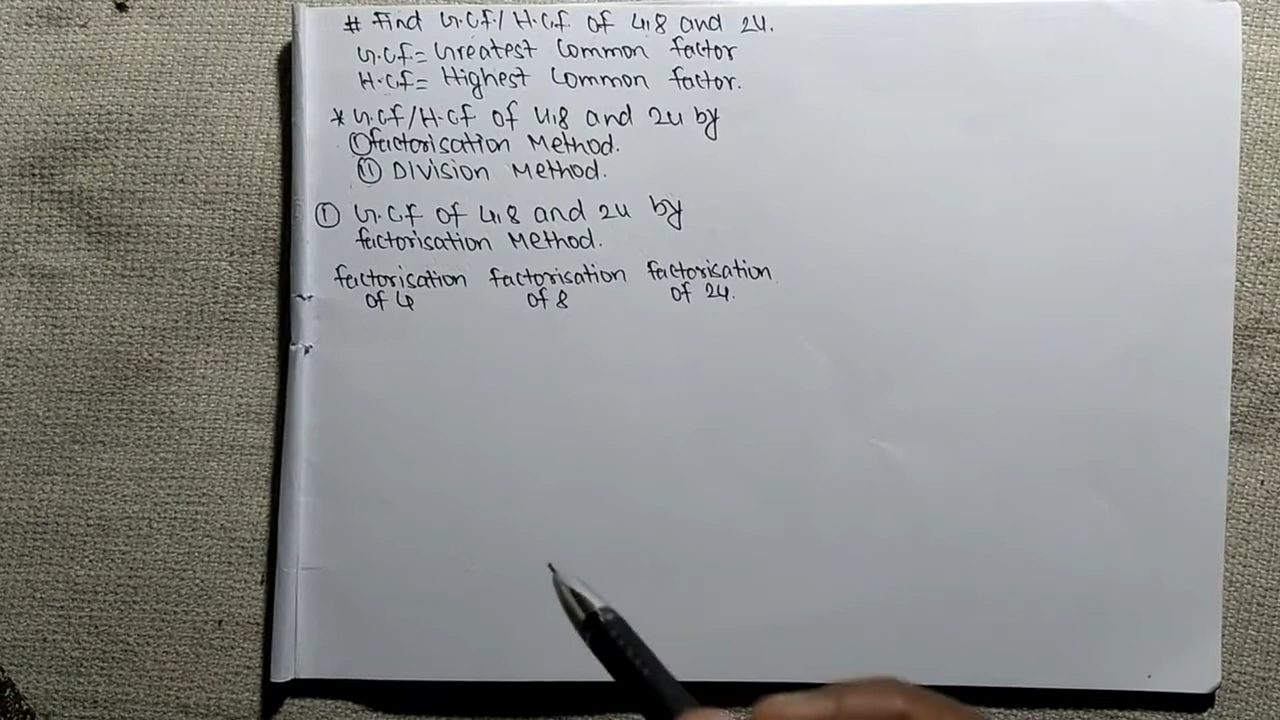 # Find G.C.f./ H.C.f. of 4,8 and 24.
G.C.f.= Greatest Common factor
H.C.f= Highest Common factor.
* G.Cf/H.Cf of 4,8 and 24 by
(I) factorisation Method.
(II) Division Method.
(I) G.C.f of 4,8 and 24 by
factorisation Method.
factorisation factorisation factorisation
of 4 of 8 of 24.